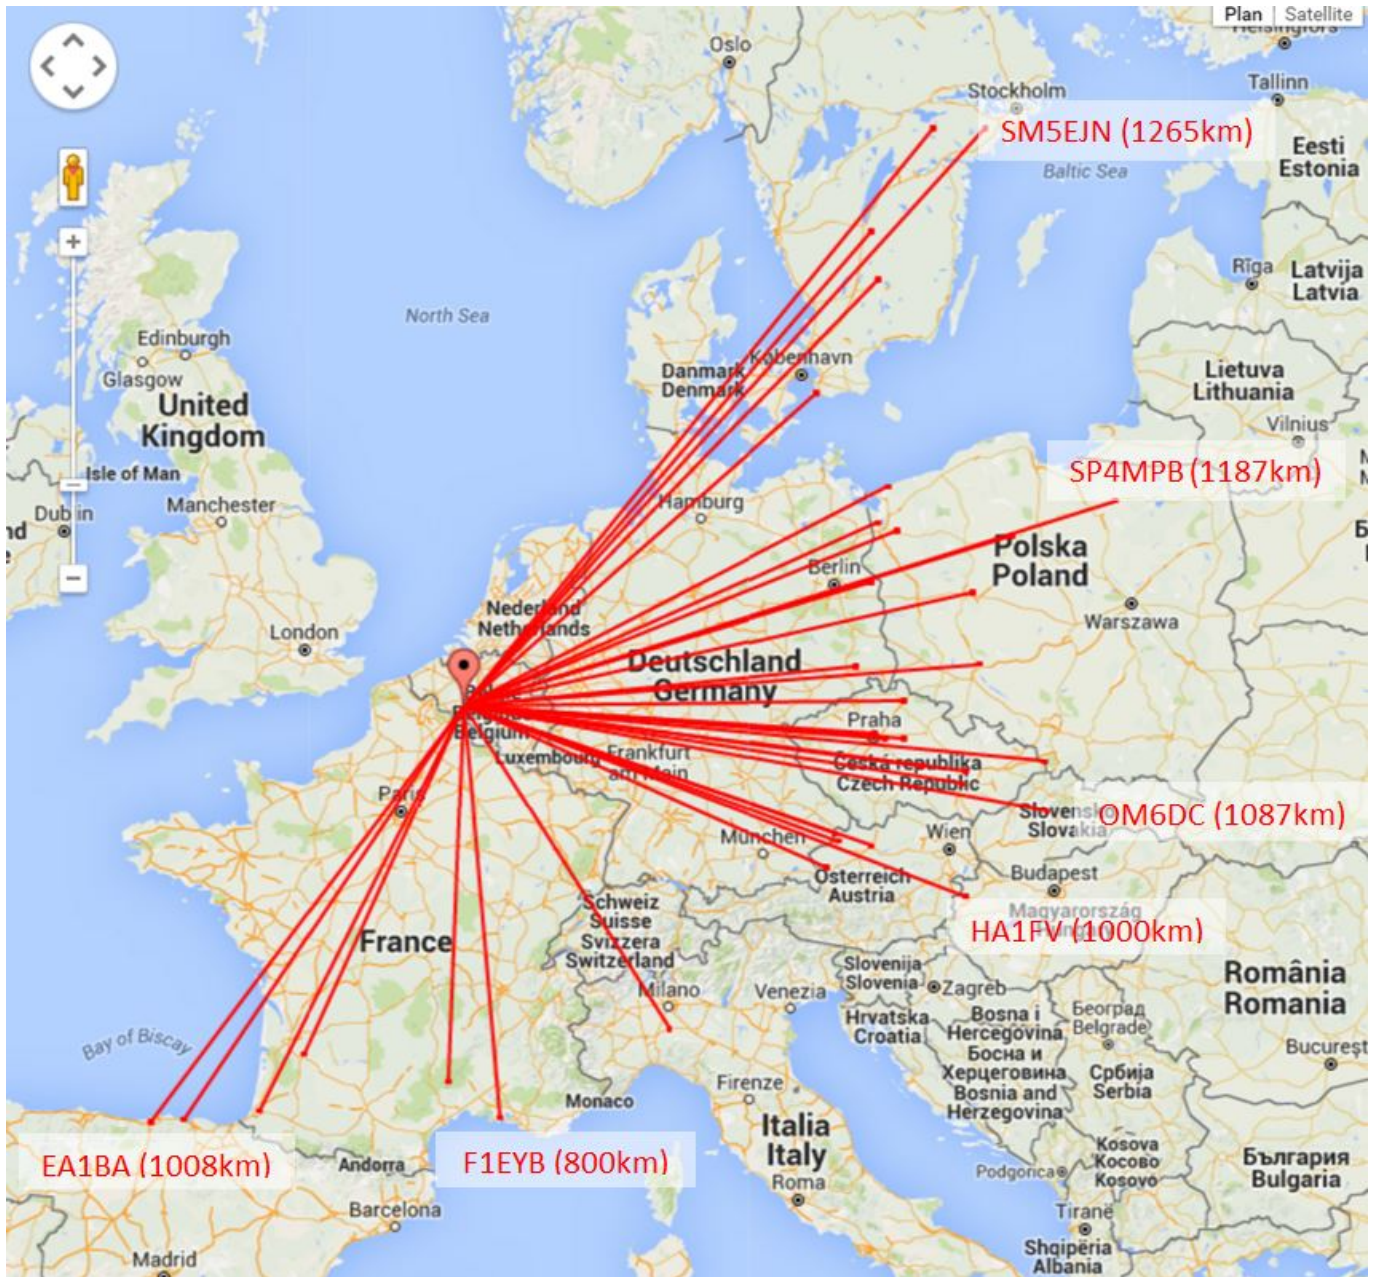 Plan
Satellite
Helsingfors
Oslo
Tallinn
Stockholm
SM5EJN (1265km)
Eesti
Estonia
Baltic Sea
Rīga
Latvija
Latvia
North Sea
Edinburgh
Glasgow
København
Danmark
Denmark
Lietuva
Lithuania
United
Kingdom
Vilnius
Isle of Man
SP4MPB (1187km)
Manchester
Hamburg
Dublin
nd
Polska
Poland
Berlin
Nederland
Netherlands
Warszawa
London
Deutschland
Germany
Belgium
Praha
Luxembourg
Frankfurt
am Main
Česká republika
Czech Republic
Paris
Slovensko
Slovakia
OM6DC (1087km)
München
Wien
Österreich
Austria
Budapest
Schweiz
Suisse
Svizzera
Switzerland
Magyarország
HA1FV (1000km)
France
Slovenija
Slovenia
Zagreb
România
Romania
Milano
Venezia
Hrvatska
Croatia
Bosna i
Hercegovina
Босна и
Херцеговина
Bosnia and
Herzegovina
Београд
Belgrade
Bay of Biscay
București
Србија
Serbia
Firenze
Monaco
Italia
Italy
Kosova
Косово
Kosovo
EA1BA (1008km)
Andorra
F1EYB (800km)
Podgorica
България
Bulgaria
Roma
Barcelona
Tiranë
Shqipëria
Albania
Madrid